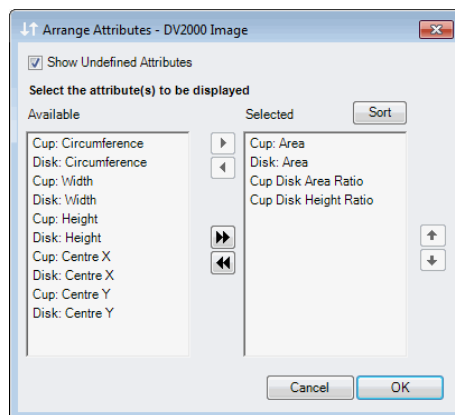 Arrange Attributes - DV2000 Image
Show Undefined Attributes
Select the attribute(s) to be displayed
Available
Selected
Sort
Cup: Circumference
Disk: Circumference
Cup: Width
Disk: Width
Cup: Height
Disk: Height
Cup: Centre X
Disk: Centre X
Cup: Centre Y
Disk: Centre Y
Cup: Area
Disk: Area
Cup Disk Area Ratio
Cup Disk Height Ratio
Cancel
OK